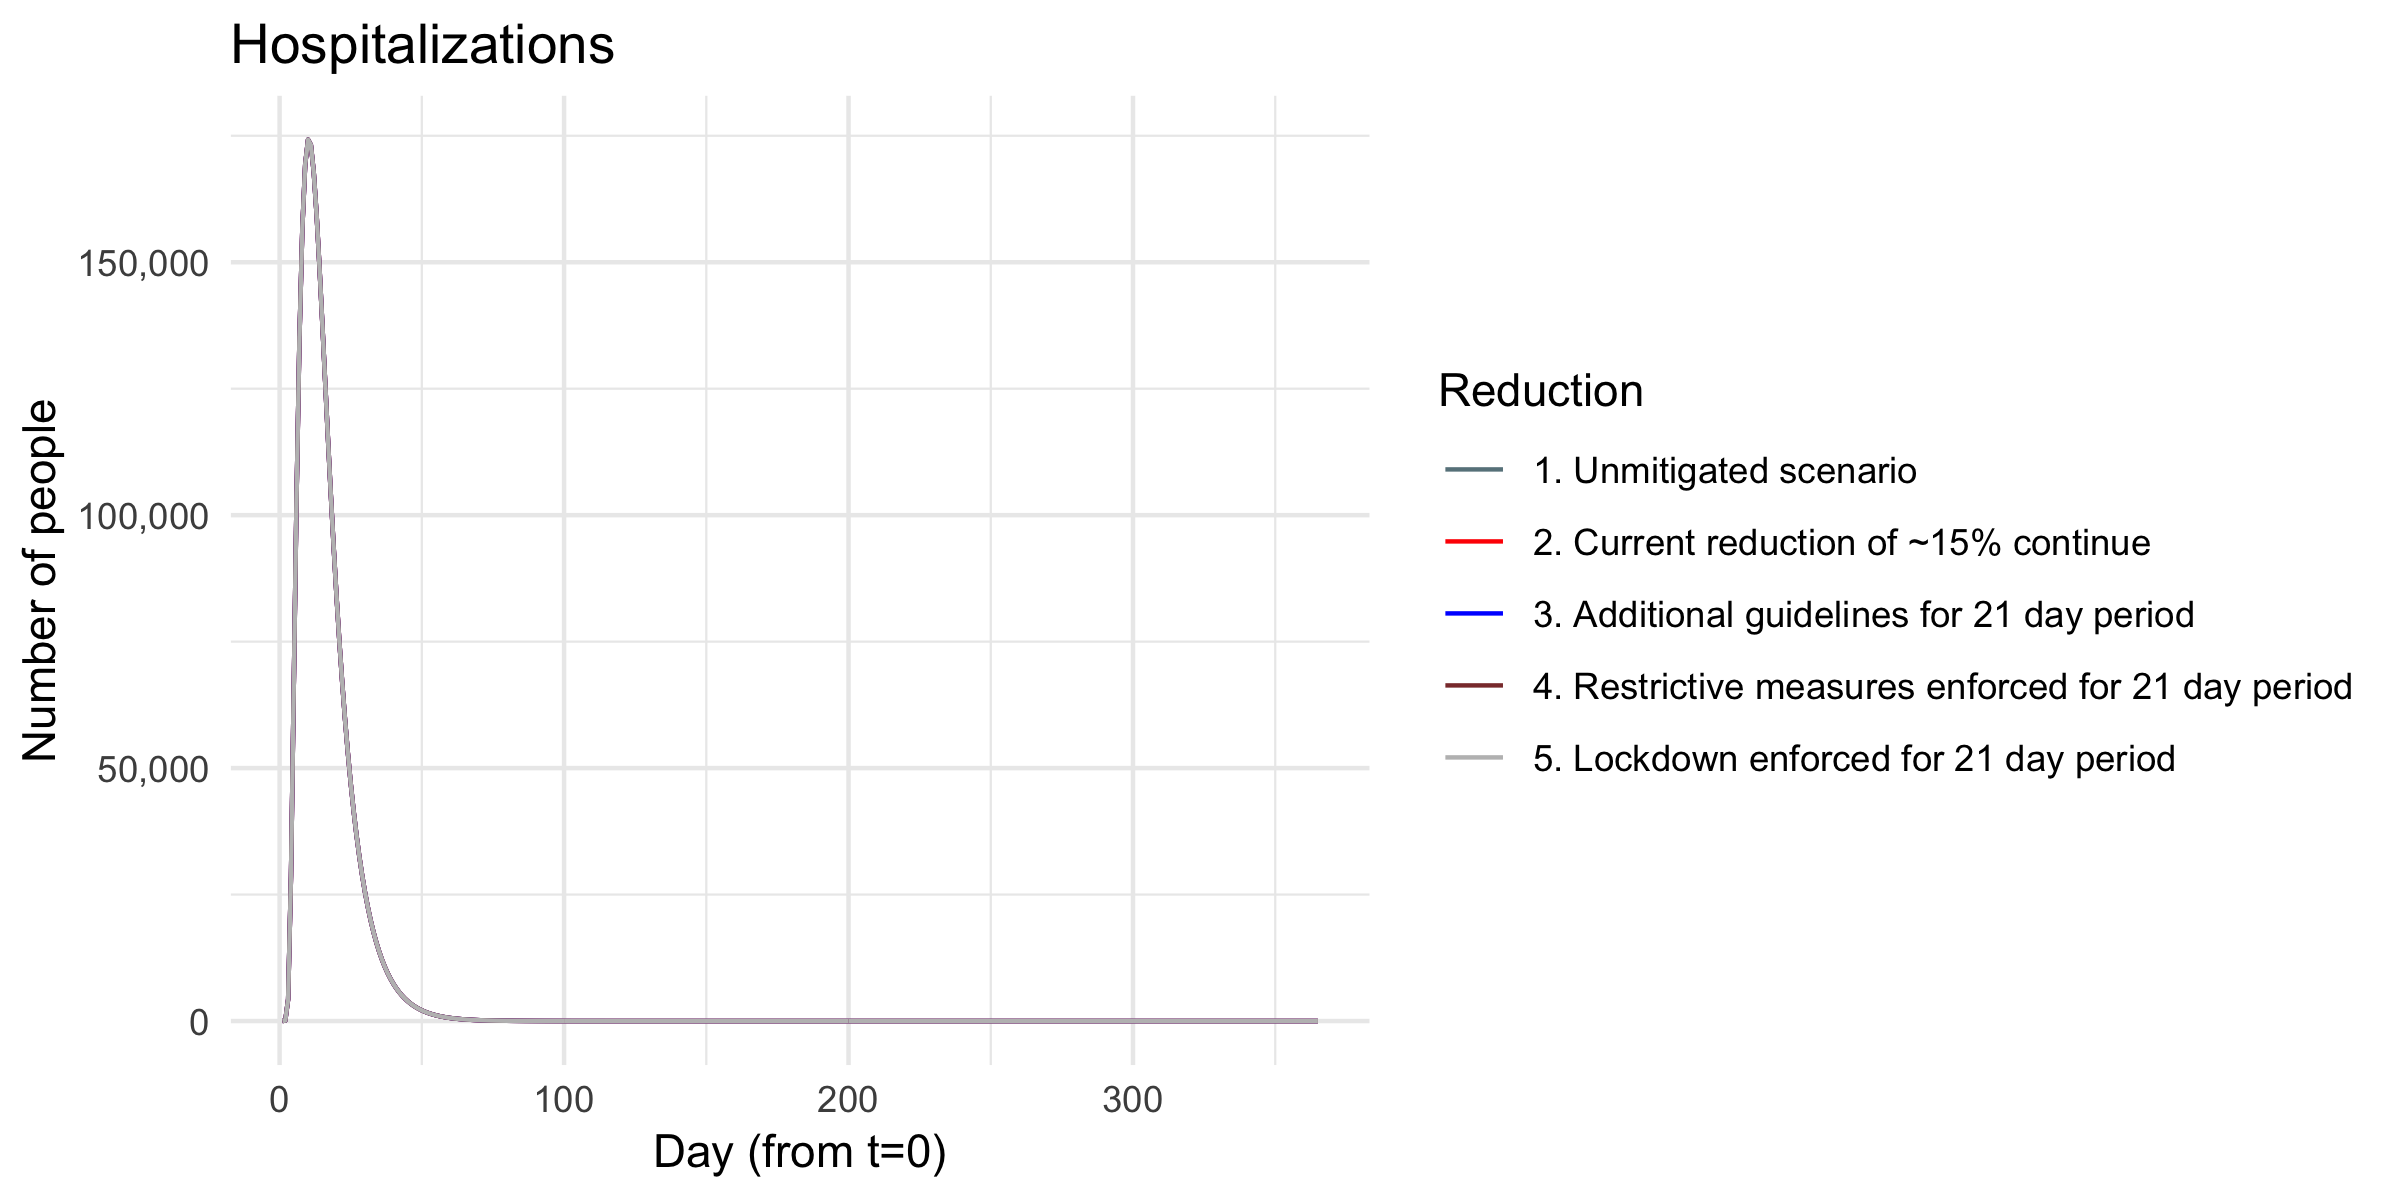 Hospitalizations
Number of people
150,000
100,000
50,000
0
0 100 200 300
Day (from t=0)
Reduction
1. Unmitigated scenario
2. Current reduction of ~15% continue
3. Additional guidelines for 21 day period
4. Restrictive measures enforced for 21 day period
5. Lockdown enforced for 21 day period